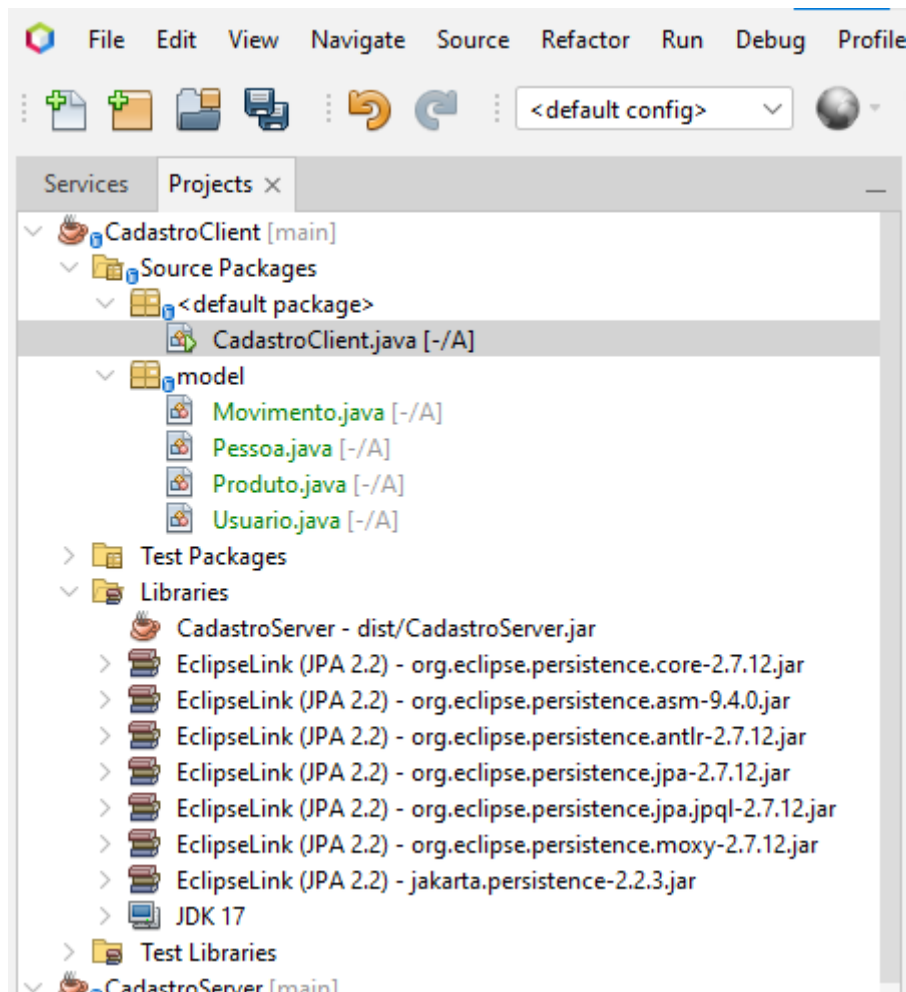 File Edit View Navigate Source Refactor Run Debug Profile
<default config>
Services Projects
CadastroClient [main]
Source Packages
<default package>
CadastroClient.java [-/A]
model
Movimento.java [-/A]
Pessoa.java [-/A]
Produto.java [-/A]
Usuario.java [-/A]
Test Packages
Libraries
CadastroServer - dist/CadastroServer.jar
EclipseLink (JPA 2.2) - org.eclipse.persistence.core-2.7.12.jar
EclipseLink (JPA 2.2) - org.eclipse.persistence.asm-9.4.0.jar
EclipseLink (JPA 2.2) - org.eclipse.persistence.antlr-2.7.12.jar
EclipseLink (JPA 2.2) - org.eclipse.persistence.jpa-2.7.12.jar
EclipseLink (JPA 2.2) - org.eclipse.persistence.jpa.jpql-2.7.12.jar
EclipseLink (JPA 2.2) - org.eclipse.persistence.moxy-2.7.12.jar
EclipseLink (JPA 2.2) - jakarta.persistence-2.2.3.jar
JDK 17
Test Libraries
CadastroServer [main]